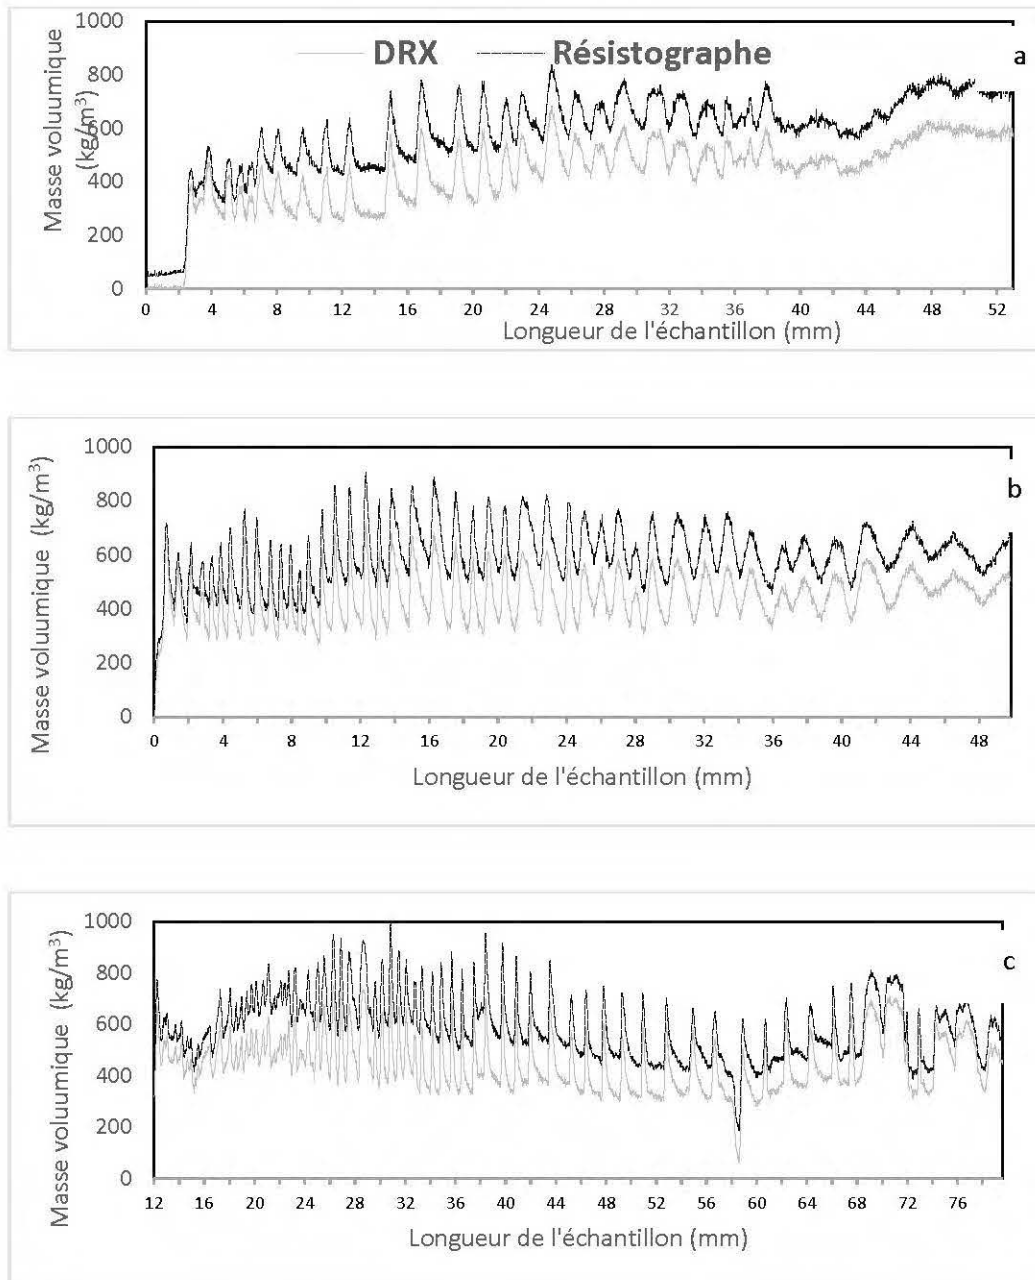 1000
800
600
400
200
0
Masse voluumique
(kg/m³)
DRX Résistographe
a
0 4 8 12 16 20 24 28 32 36 40 44 48 52
Longueur de l'échantillon (mm)
1000
800
600
400
200
0
Masse voluumique (kg/m³)
b
0 4 8 12 16 20 24 28 32 36 40 44 48
Longueur de l'échantillon (mm)
1000
800
600
400
200
0
Masse voluumique (kg/m³)
c
12 16 20 24 28 32 36 40 44 48 52 56 60 64 68 72 76
Longueur de l'échantillon (mm)